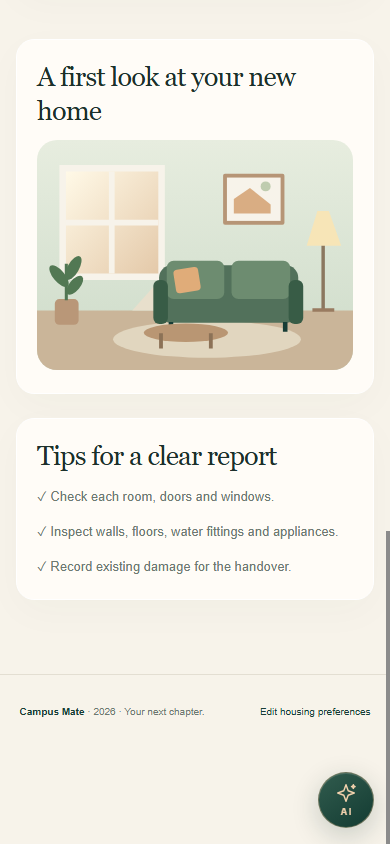 A first look at your new
home
Tips for a clear report
✓ Check each room, doors and windows.
✓ Inspect walls, floors, water fittings and appliances.
✓ Record existing damage for the handover.
Campus Mate · 2026 · Your next chapter.
Edit housing preferences
AI